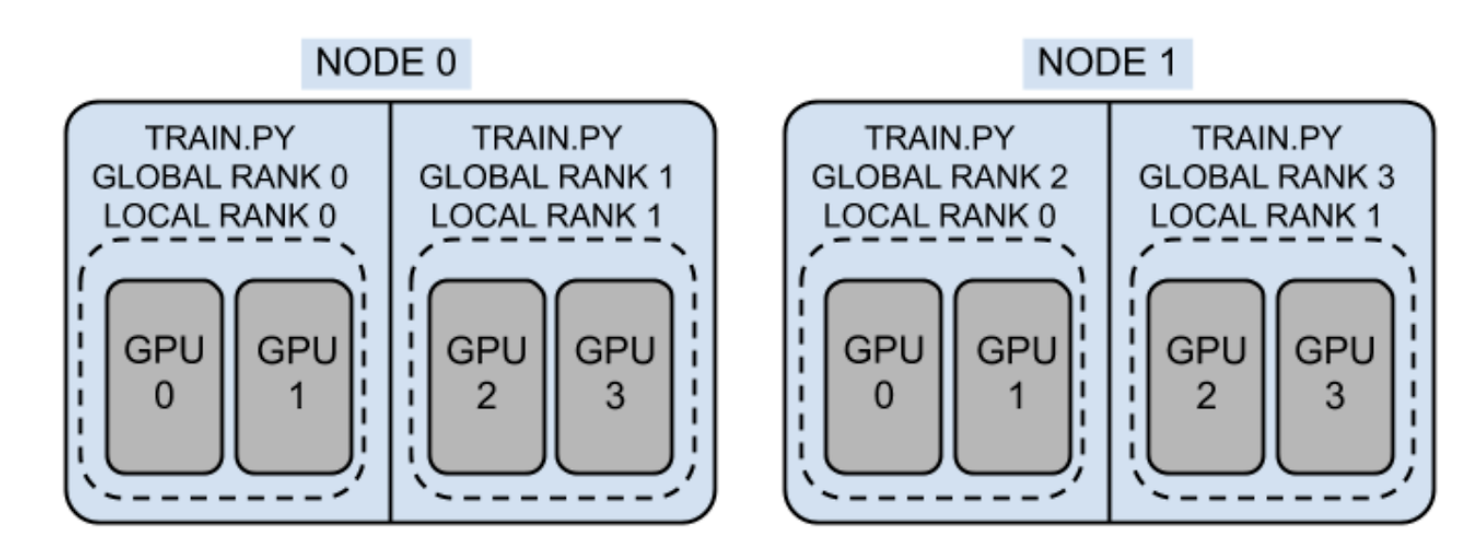 NODE 0
TRAIN.PY
GLOBAL RANK 0
LOCAL RANK 0
GPU
0
GPU
1
TRAIN.PY
GLOBAL RANK 1
LOCAL RANK 1
GPU
2
GPU
3
NODE 1
TRAIN.PY
GLOBAL RANK 2
LOCAL RANK 0
GPU
0
GPU
1
TRAIN.PY
GLOBAL RANK 3
LOCAL RANK 1
GPU
2
GPU
3